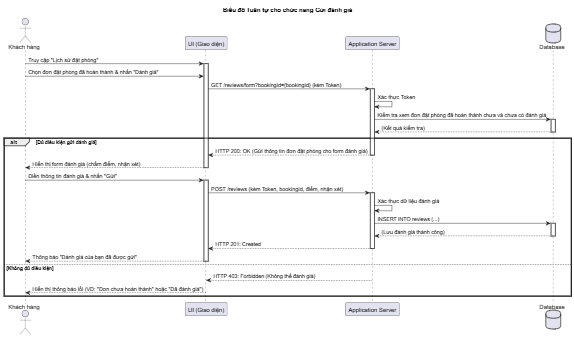 Biểu đồ Tuần tự cho chức năng Gửi đánh giá
Khách hàng
UI (Giao diện)
Application Server
Database
Truy cập "Lịch sử đặt phòng"
Chọn đơn đặt phòng đã hoàn thành & nhấn "Đánh giá"
GET /reviews/form?bookingId={bookingId} (kèm Token)
Xác thực Token
Kiểm tra xem đơn đặt phòng đã hoàn thành chưa và chưa có đánh giá
(Kết quả kiểm tra)
alt [Đủ điều kiện gửi đánh giá]
HTTP 200: OK (Gửi thông tin đơn đặt phòng cho form đánh giá)
Hiển thị form đánh giá (chấm điểm, nhận xét)
Điền thông tin đánh giá & nhấn "Gửi"
POST /reviews (kèm Token, bookingId, điểm, nhận xét)
Xác thực dữ liệu đánh giá
INSERT INTO reviews (...)
(Lưu đánh giá thành công)
HTTP 201: Created
Thông báo "Đánh giá của bạn đã được gửi"
[Không đủ điều kiện]
HTTP 403: Forbidden (Không thể đánh giá)
Hiển thị thông báo lỗi (VD: "Đơn chưa hoàn thành" hoặc "Đã đánh giá")
Khách hàng
UI (Giao diện)
Application Server
Database